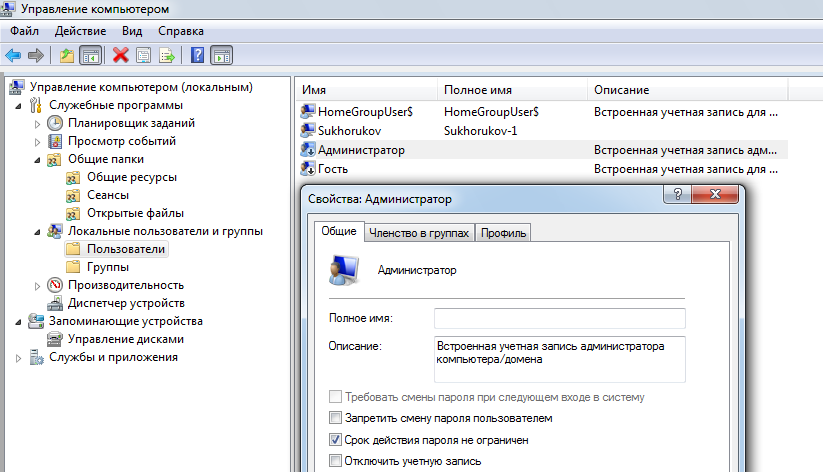 Управление компьютером
Файл Действие Вид Справка
Управление компьютером (локальным)
Служебные программы
Планировщик заданий
Просмотр событий
Общие папки
Общие ресурсы
Сеансы
Открытые файлы
Локальные пользователи и группы
Пользователи
Группы
Производительность
Диспетчер устройств
Запоминающие устройства
Управление дисками
Службы и приложения
Имя Полное имя Описание
HomeGroupUser$ HomeGroupUser$ Встроенная учетная запись для ...
Sukhorukov Sukhorukov-1
Администратор Встроенная учетная запись адм...
Гость Встроенная учетная запись для ...
Свойства: Администратор
Общие Членство в группах Профиль
Администратор
Полное имя:
Описание: Встроенная учетная запись администратора
компьютера/домена
Требовать смены пароля при следующем входе в систему
Запретить смену пароля пользователем
Срок действия пароля не ограничен
Отключить учетную запись